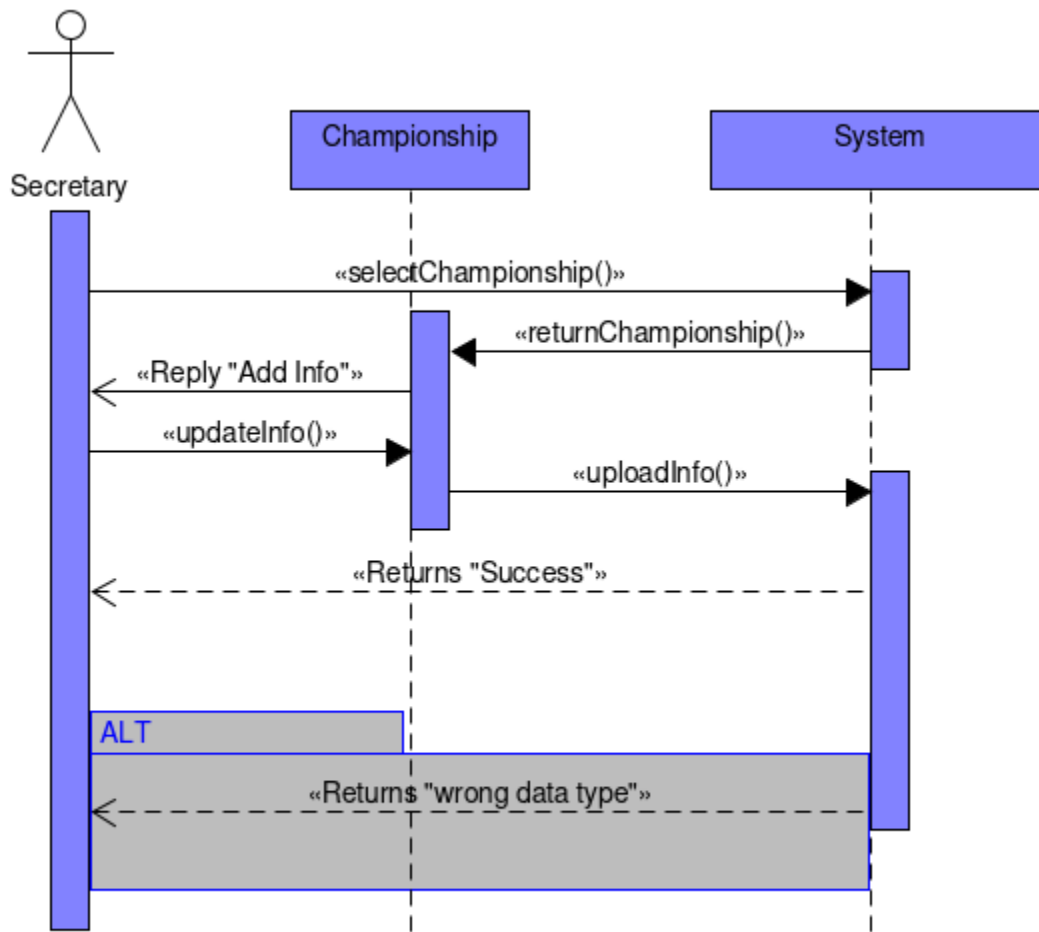 Championship
System
Secretary
«selectChampionship()»
«returnChampionship()»
«Reply "Add Info"»
«updateInfo()»
«uploadInfo()»
«Returns "Success"»
ALT
«Returns "wrong data type"»